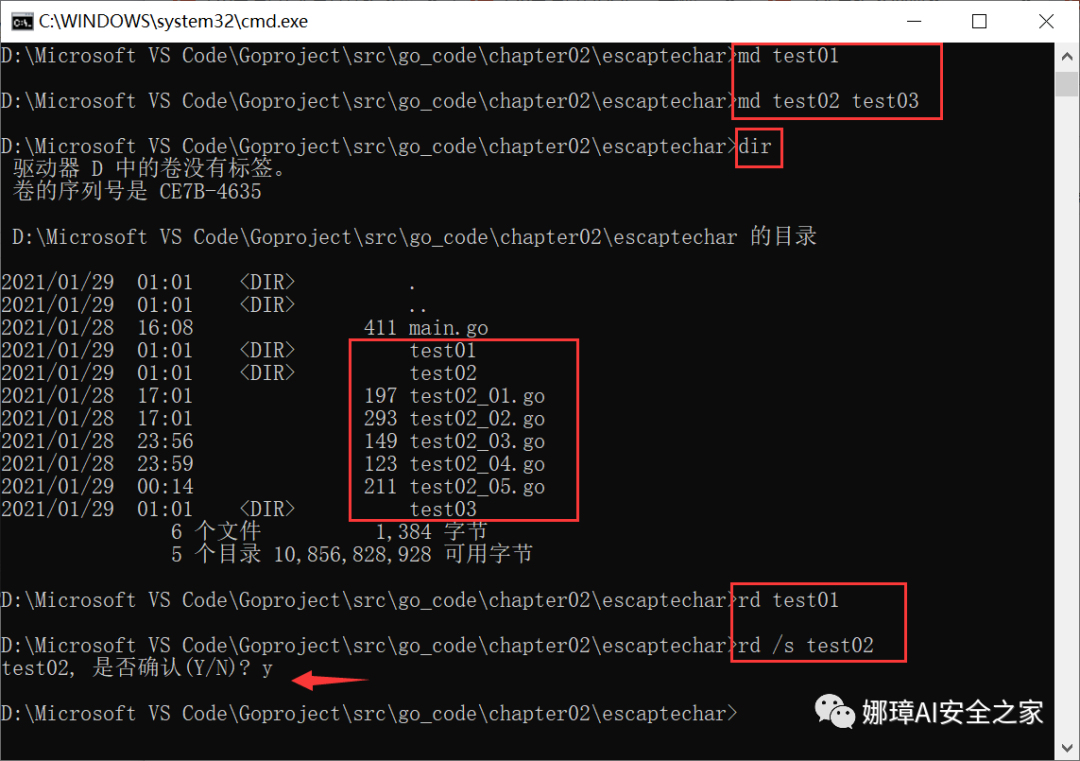 C:\WINDOWS\system32\cmd.exe
D:\Microsoft VS Code\Goproject\src\go_code\chapter02\escaptechar>md test01
D:\Microsoft VS Code\Goproject\src\go_code\chapter02\escaptechar>md test02 test03
D:\Microsoft VS Code\Goproject\src\go_code\chapter02\escaptechar>dir
驱动器 D 中的卷没有标签。
卷的序列号是 CE7B-4635
D:\Microsoft VS Code\Goproject\src\go_code\chapter02\escaptechar 的目录
2021/01/29  01:01    <DIR>          .
2021/01/29  01:01    <DIR>          ..
2021/01/28  16:08               411 main.go
2021/01/29  01:01    <DIR>          test01
2021/01/29  01:01    <DIR>          test02
2021/01/28  17:01               197 test02_01.go
2021/01/28  17:01               293 test02_02.go
2021/01/28  23:56               149 test02_03.go
2021/01/28  23:59               123 test02_04.go
2021/01/29  00:14               211 test02_05.go
2021/01/29  01:01    <DIR>          test03
6 个文件          1,384 字节
5 个目录 10,856,828,928 可用字节
D:\Microsoft VS Code\Goproject\src\go_code\chapter02\escaptechar>rd test01
D:\Microsoft VS Code\Goproject\src\go_code\chapter02\escaptechar>rd /s test02
test02, 是否确认(Y/N)? y
D:\Microsoft VS Code\Goproject\src\go_code\chapter02\escaptechar>
娜璋AI安全之家